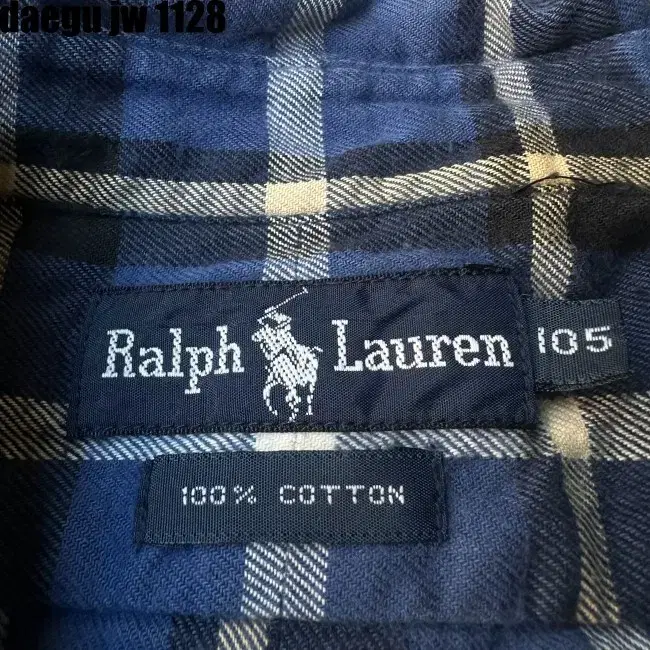 daegu jw 1128
Ralph Lauren
105
100% COTTON